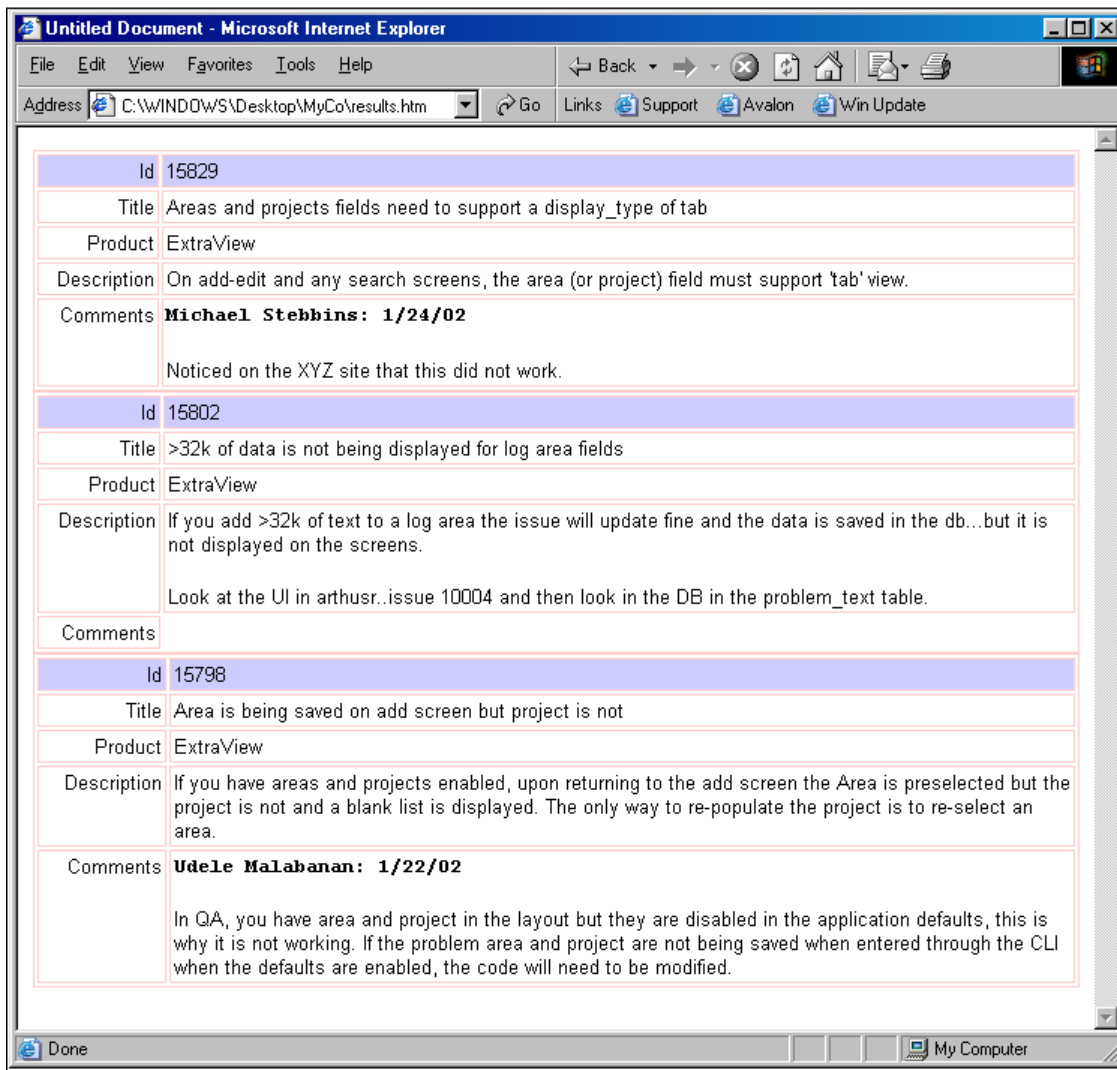 Untitled Document - Microsoft Internet Explorer
File Edit View Favorites Tools Help Back
Address C:\WINDOWS\Desktop\MyCo\results.htm Go Links Support Avalon Win Update
Id 15829
Title Areas and projects fields need to support a display_type of tab
Product ExtraView
Description On add-edit and any search screens, the area (or project) field must support 'tab' view.
Comments Michael Stebbins: 1/24/02
Noticed on the XYZ site that this did not work.
Id 15802
Title >32k of data is not being displayed for log area fields
Product ExtraView
Description If you add >32k of text to a log area the issue will update fine and the data is saved in the db...but it is
not displayed on the screens.
Look at the UI in arthusr..issue 10004 and then look in the DB in the problem_text table.
Comments
Id 15798
Title Area is being saved on add screen but project is not
Product ExtraView
Description If you have areas and projects enabled, upon returning to the add screen the Area is preselected but the
project is not and a blank list is displayed. The only way to re-populate the project is to re-select an
area.
Comments Udele Malabanan: 1/22/02
In QA, you have area and project in the layout but they are disabled in the application defaults, this is
why it is not working. If the problem area and project are not being saved when entered through the CLI
when the defaults are enabled, the code will need to be modified.
Done My Computer